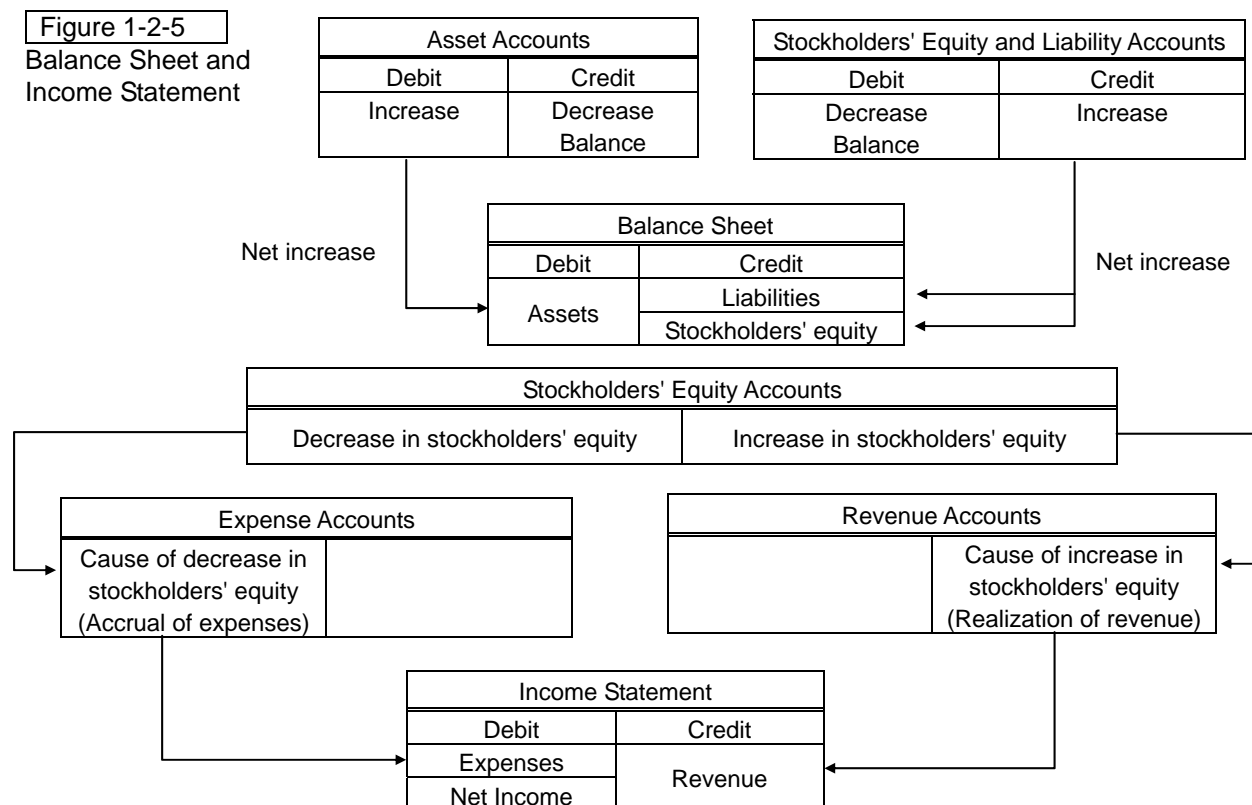 Figure 1-2-5
Balance Sheet and
Income Statement
Asset Accounts
Debit Credit
Increase Decrease
Balance
Stockholders' Equity and Liability Accounts
Debit Credit
Decrease Increase
Balance
Net increase
Balance Sheet
Debit Credit
Assets
Liabilities
Stockholders' equity
Net increase
Stockholders' Equity Accounts
Decrease in stockholders' equity Increase in stockholders' equity
Expense Accounts
Cause of decrease in
stockholders' equity
(Accrual of expenses)
Revenue Accounts
Cause of increase in
stockholders' equity
(Realization of revenue)
Income Statement
Debit Credit
Expenses
Net Income
Revenue